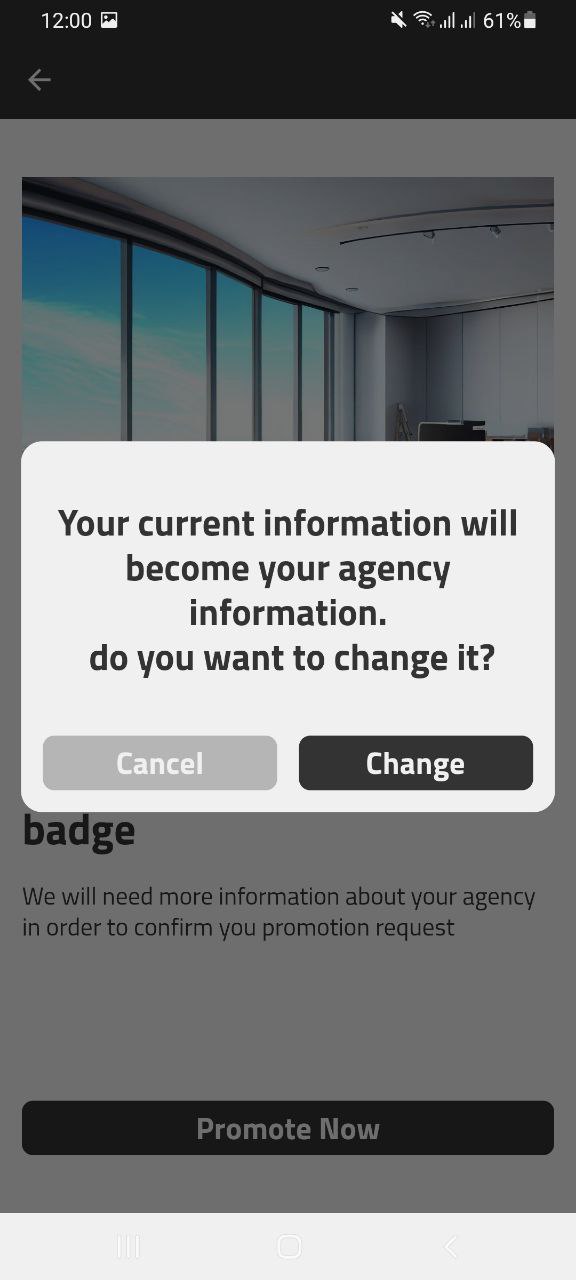 12:00 61%
Your current information will
become your agency
information.
do you want to change it?
Cancel Change
badge
We will need more information about your agency
in order to confirm you promotion request
Promote Now